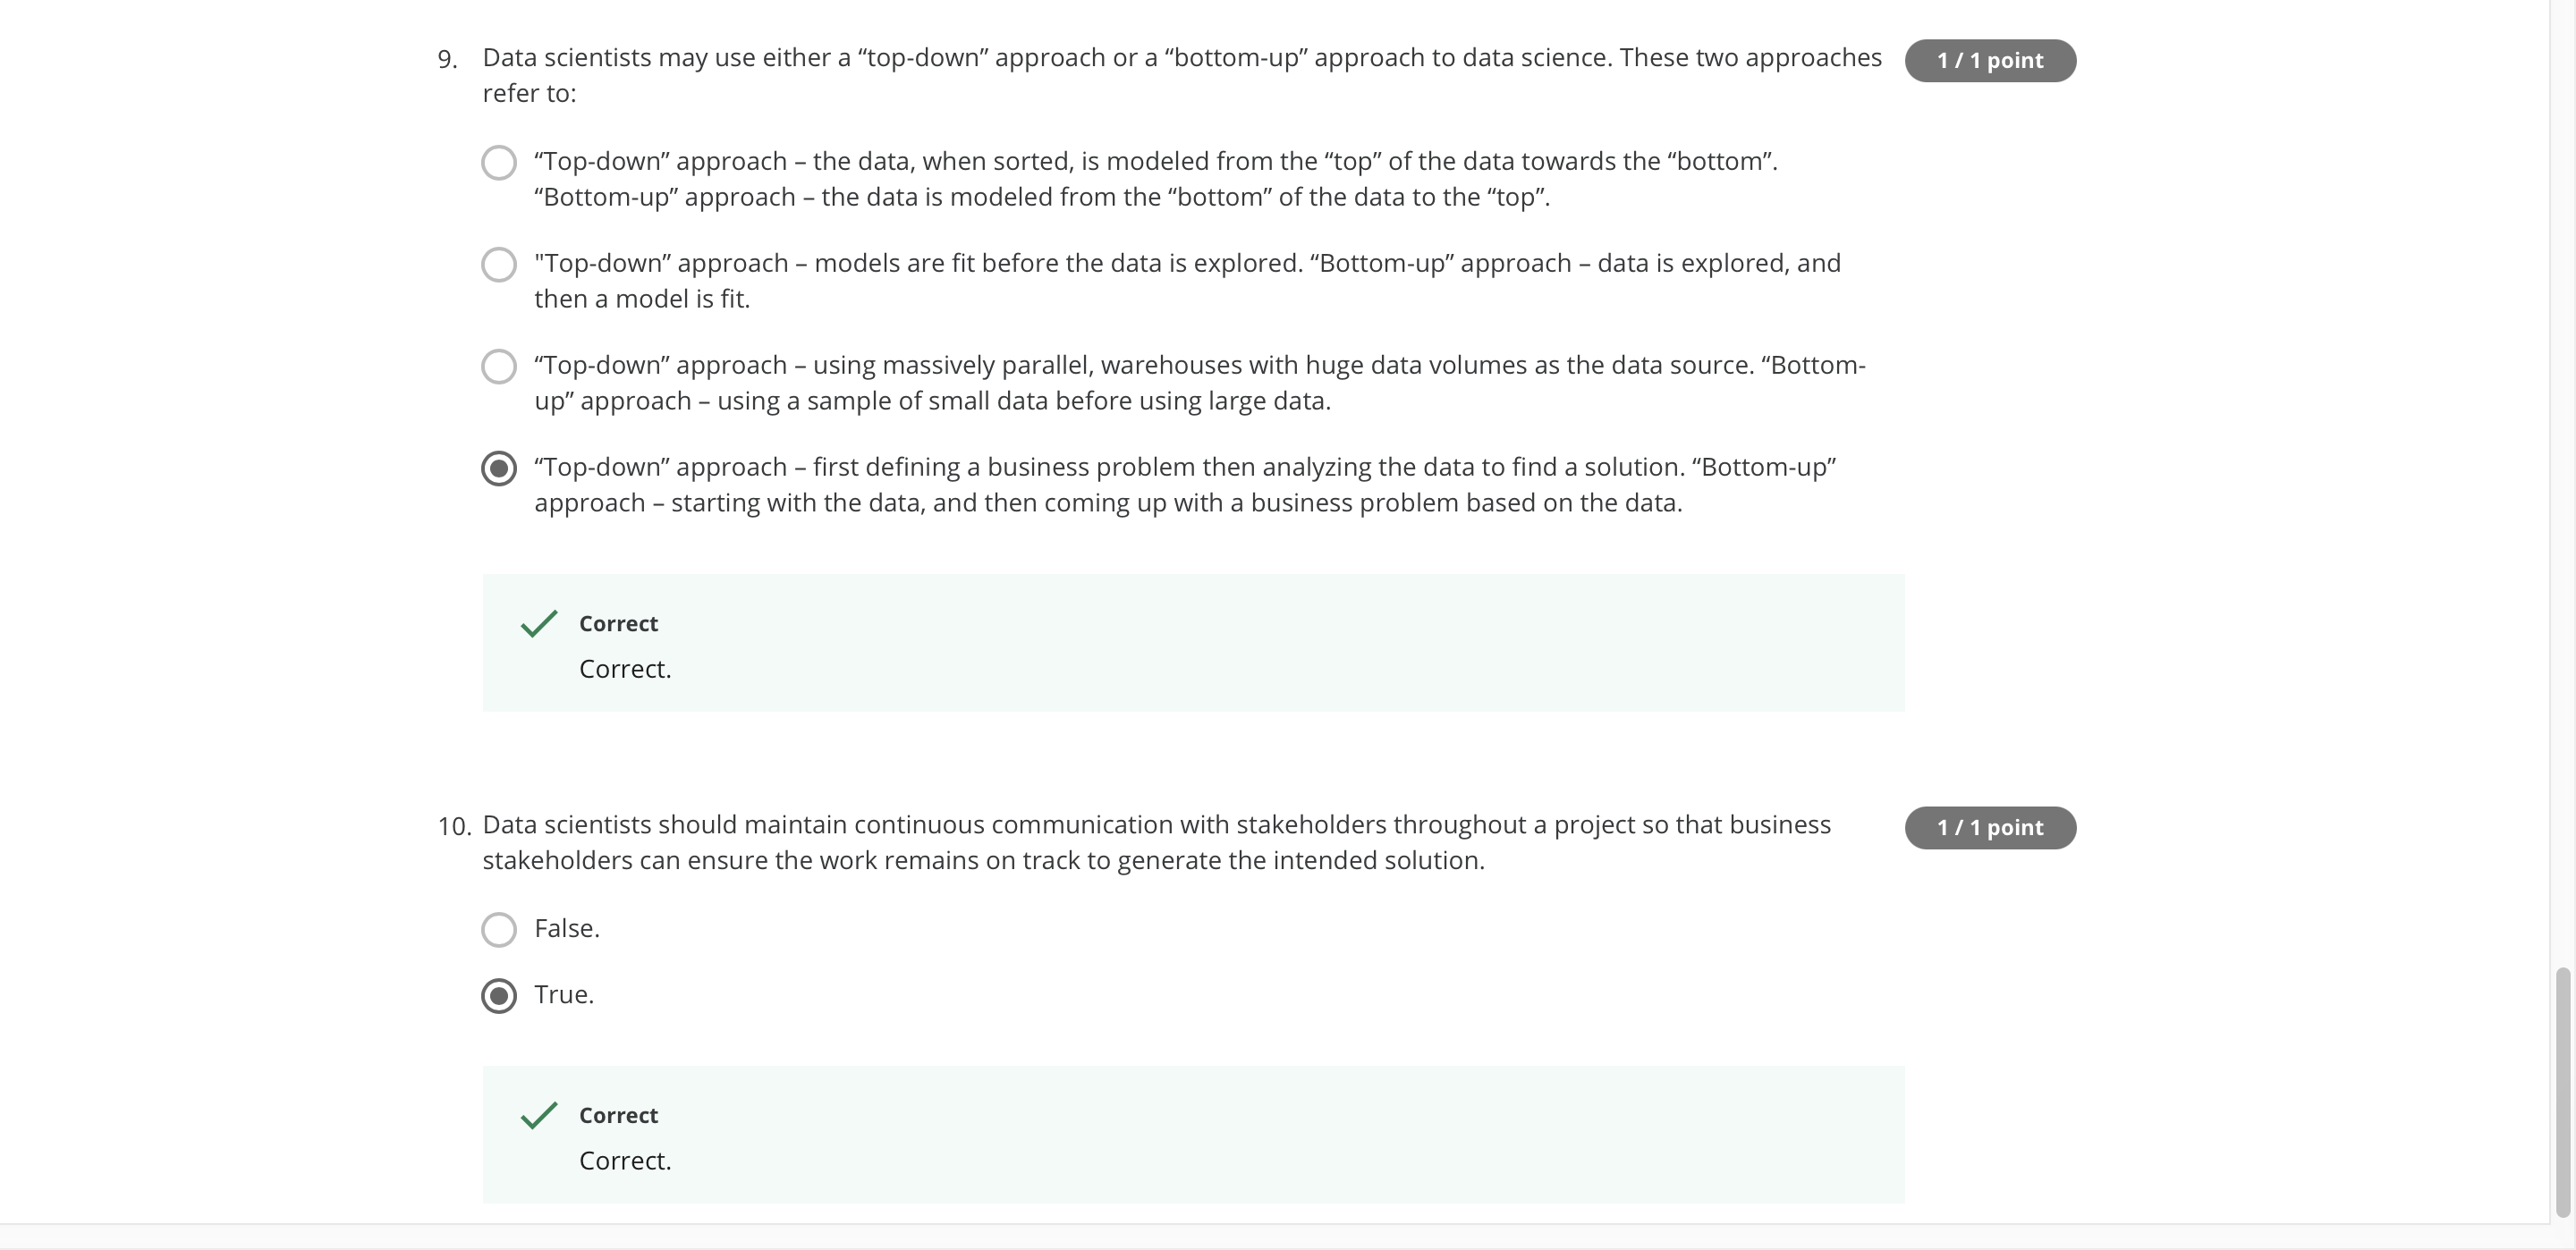 9. Data scientists may use either a “top-down” approach or a “bottom-up” approach to data science. These two approaches
refer to:
1 / 1 point
“Top-down” approach – the data, when sorted, is modeled from the “top” of the data towards the “bottom”.
“Bottom-up” approach – the data is modeled from the “bottom” of the data to the “top”.
"Top-down” approach – models are fit before the data is explored. “Bottom-up” approach – data is explored, and
then a model is fit.
“Top-down” approach – using massively parallel, warehouses with huge data volumes as the data source. “Bottom-
up” approach – using a sample of small data before using large data.
“Top-down” approach – first defining a business problem then analyzing the data to find a solution. “Bottom-up”
approach – starting with the data, and then coming up with a business problem based on the data.
Correct
Correct.
10. Data scientists should maintain continuous communication with stakeholders throughout a project so that business
stakeholders can ensure the work remains on track to generate the intended solution.
1 / 1 point
False.
True.
Correct
Correct.